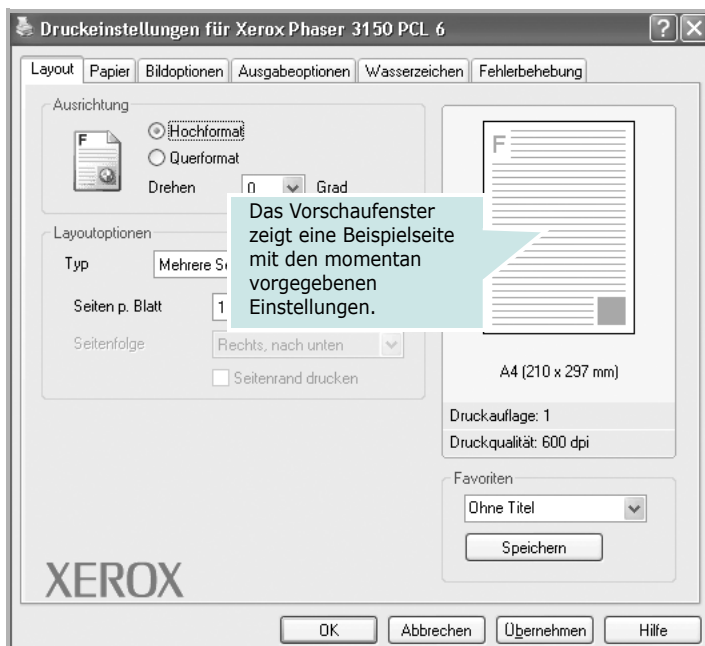 Druckeinstellungen für Xerox Phaser 3150 PCL 6
Layout Papier Bildoptionen Ausgabeoptionen Wasserzeichen Fehlerbehebung
Ausrichtung
F
Hochformat
Querformat
Drehen 0 Grad
Layoutoptionen
Typ Mehrere
Seiten p. Blatt 1
Seitenfolge Rechts, nach unten
Seitenrand drucken
Das Vorschaufenster
zeigt eine Beispielseite
mit den momentan
vorgegebenen
Einstellungen.
F
A4 (210 x 297 mm)
Druckauflage: 1
Druckqualität: 600 dpi
Favoriten
Ohne Titel
Speichern
XEROX
OK Abbrechen Übernehmen Hilfe